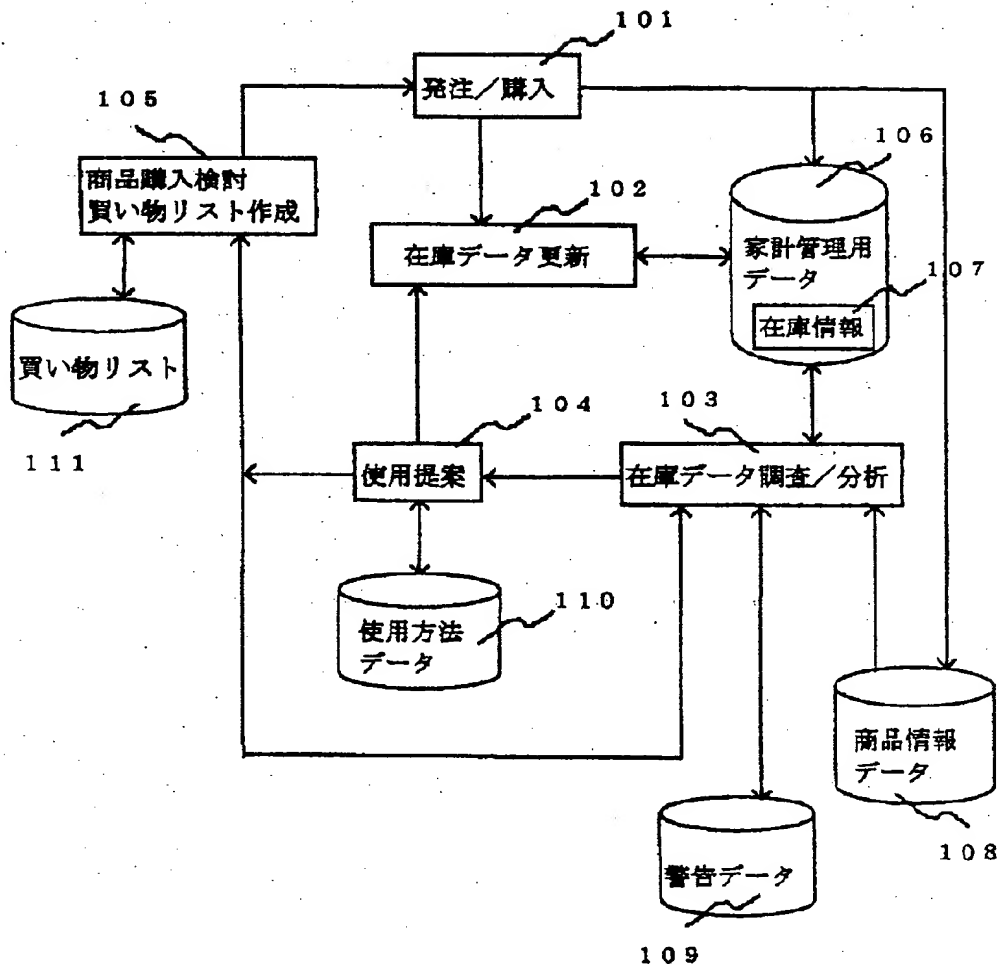 １０１
発注／購入
１０５
商品購入検討
買い物リスト作成
１０６
１０２
在庫データ更新
家計管理用
データ
１０７
在庫情報
買い物リスト
１１１
１０４
使用提案
１０３
在庫データ調査／分析
１１０
使用方法
データ
商品情報
データ
１０８
警告データ
１０９